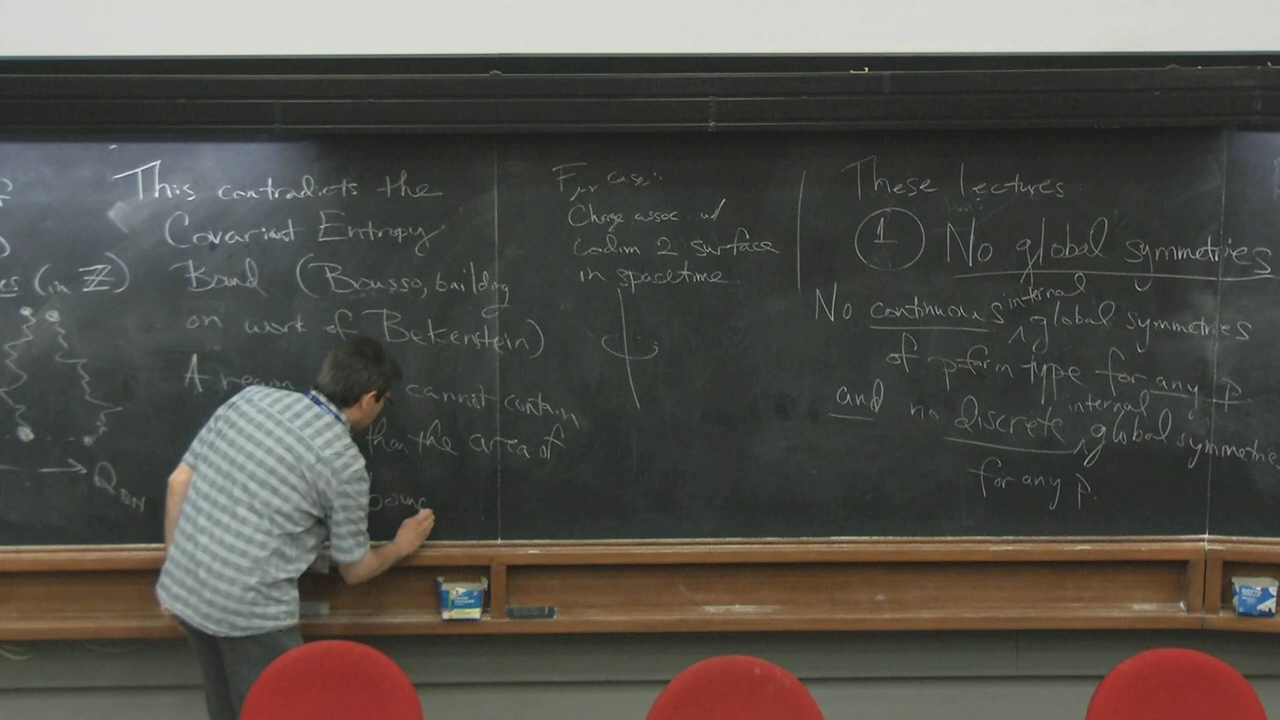 This contradicts the
Covariant Entropy
Bound (Bousso, building
on work of Bekenstein)
A region cannot contain
than the area of
(in ℤ)
Q
For case:
Charge assoc. w/
codim 2 surface
in spacetime.
These lectures:
1 No global symmetries
No continuous internal global symmetries
of p-form type for any p
and no discrete internal global symmetries
for any p.